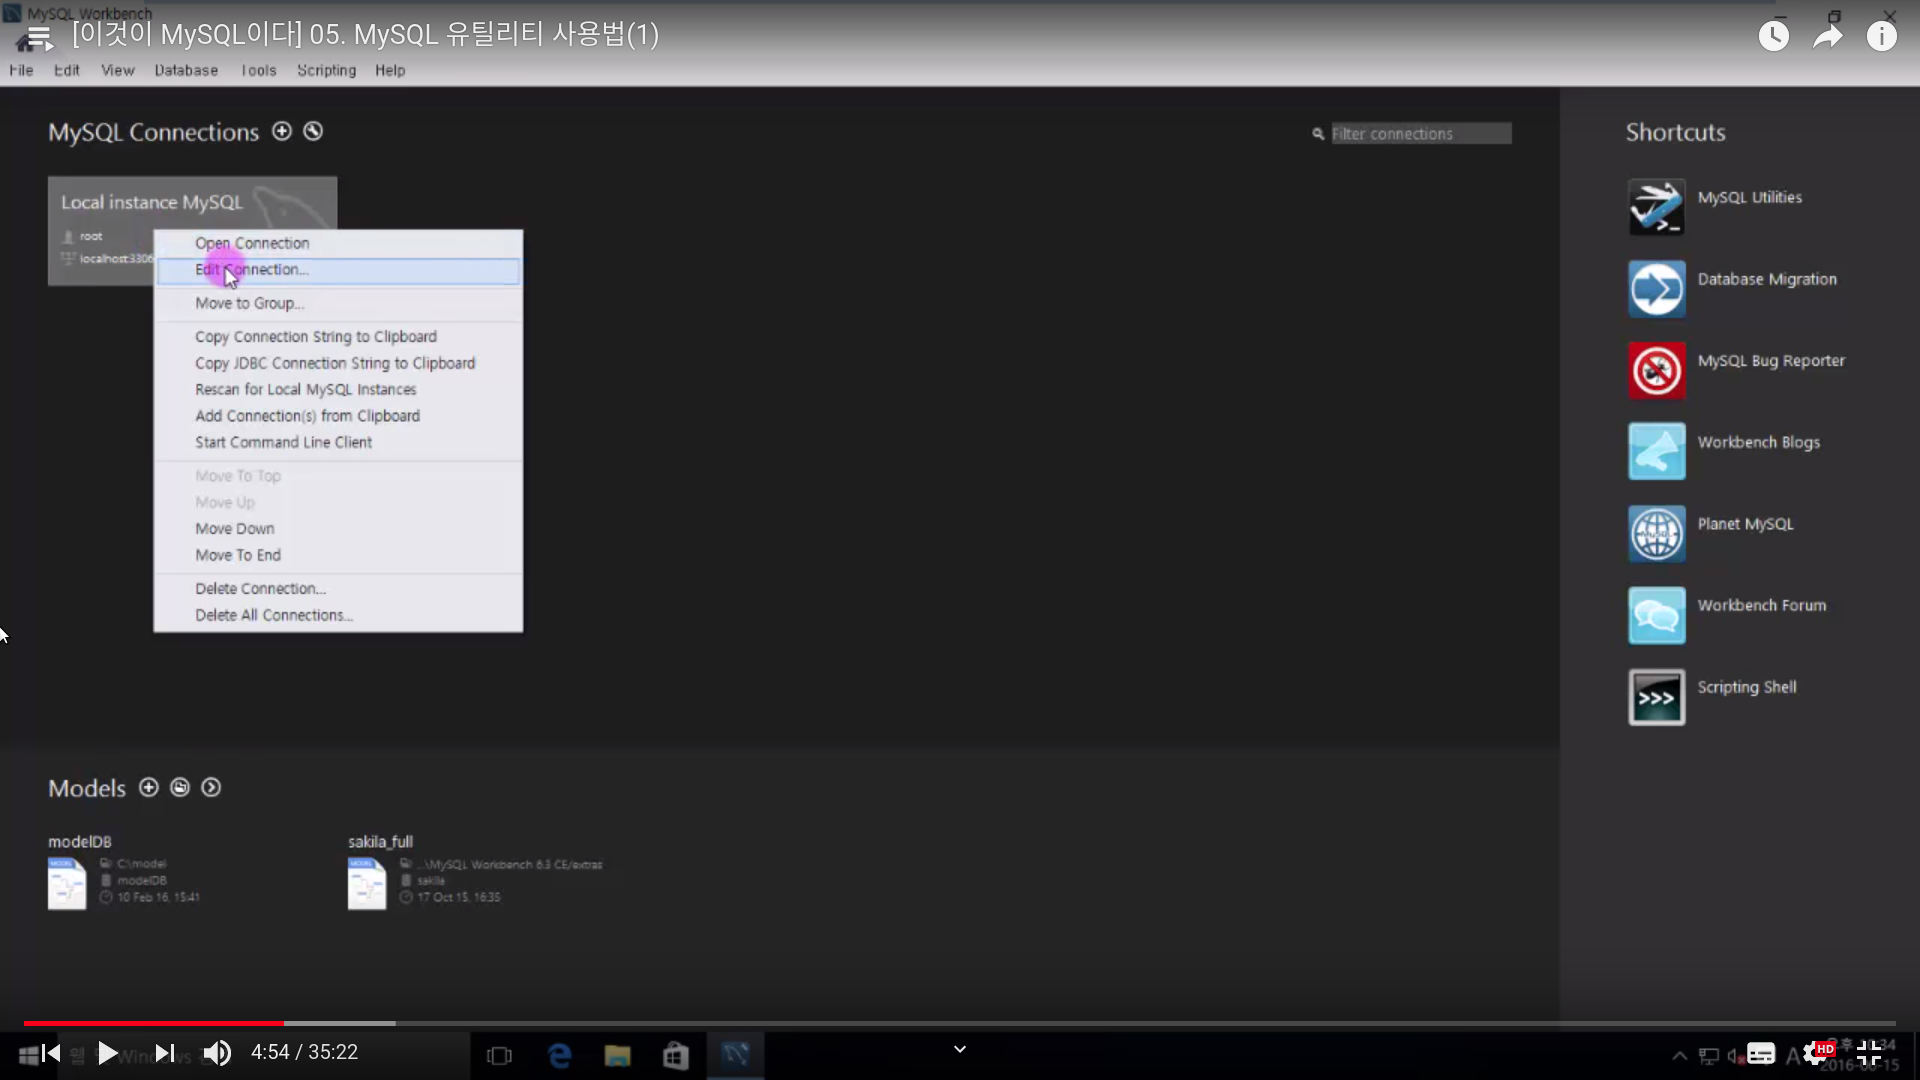 MySQL Workbench
[이것이 MySQL이다] 05. MySQL 유틸리티 사용법(1)
File Edit View Database Tools Scripting Help
MySQL Connections
Filter connections
Shortcuts
Local instance MySQL
root
localhost:3306
Open Connection
Edit Connection...
Move to Group...
Copy Connection String to Clipboard
Copy JDBC Connection String to Clipboard
Rescan for Local MySQL Instances
Add Connection(s) from Clipboard
Start Command Line Client
Move To Top
Move Up
Move Down
Move To End
Delete Connection...
Delete All Connections...
MySQL Utilities
Database Migration
MySQL Bug Reporter
Workbench Blogs
Planet MySQL
Workbench Forum
Scripting Shell
Models
modelDB
MODEL
C:\model
modelDB
10 Feb 16, 15:41
sakila_full
MODEL
...\MySQL Workbench 6.3 CE/extras
sakila
17 Oct 15, 16:35
4:54 / 35:22
Windows
HD